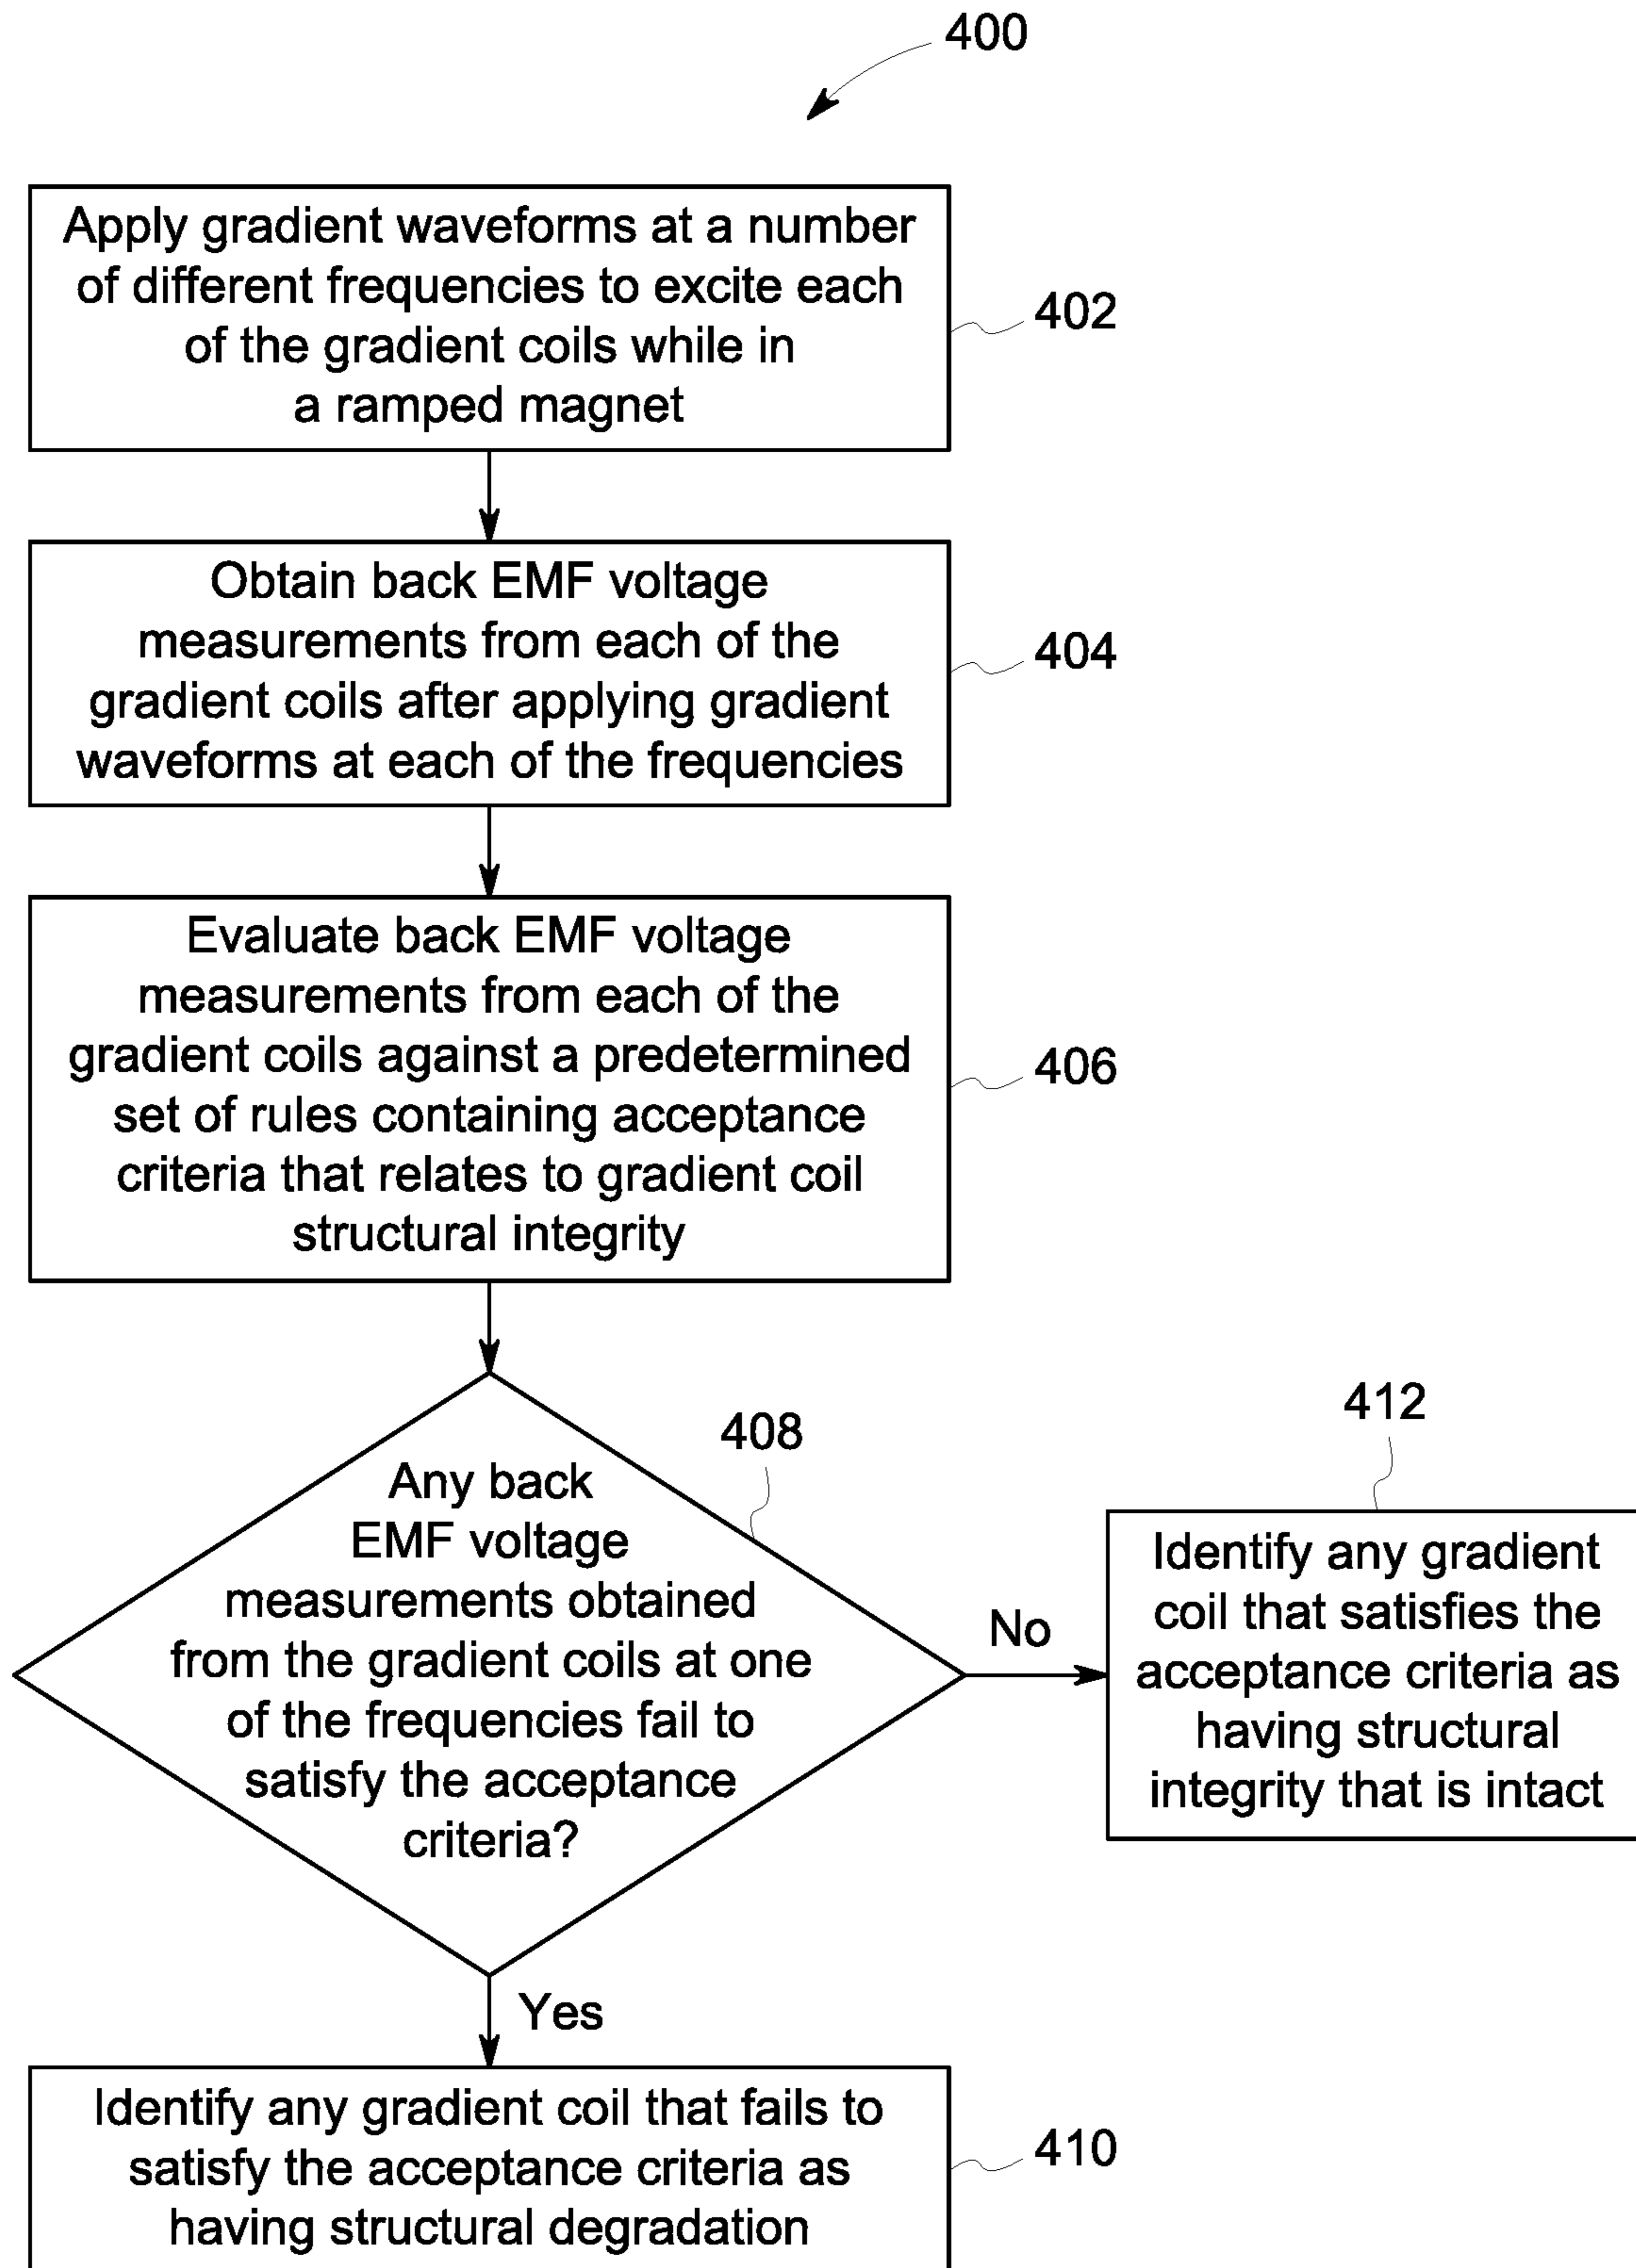 400
Apply gradient waveforms at a number
of different frequencies to excite each
of the gradient coils while in
a ramped magnet
402
Obtain back EMF voltage
measurements from each of the
gradient coils after applying gradient
waveforms at each of the frequencies
404
Evaluate back EMF voltage
measurements from each of the
gradient coils against a predetermined
set of rules containing acceptance
criteria that relates to gradient coil
structural integrity
406
408
Any back
EMF voltage
measurements obtained
from the gradient coils at one
of the frequencies fail to
satisfy the acceptance
criteria?
No
412
Identify any gradient
coil that satisfies the
acceptance criteria as
having structural
integrity that is intact
Yes
Identify any gradient coil that fails to
satisfy the acceptance criteria as
having structural degradation
410